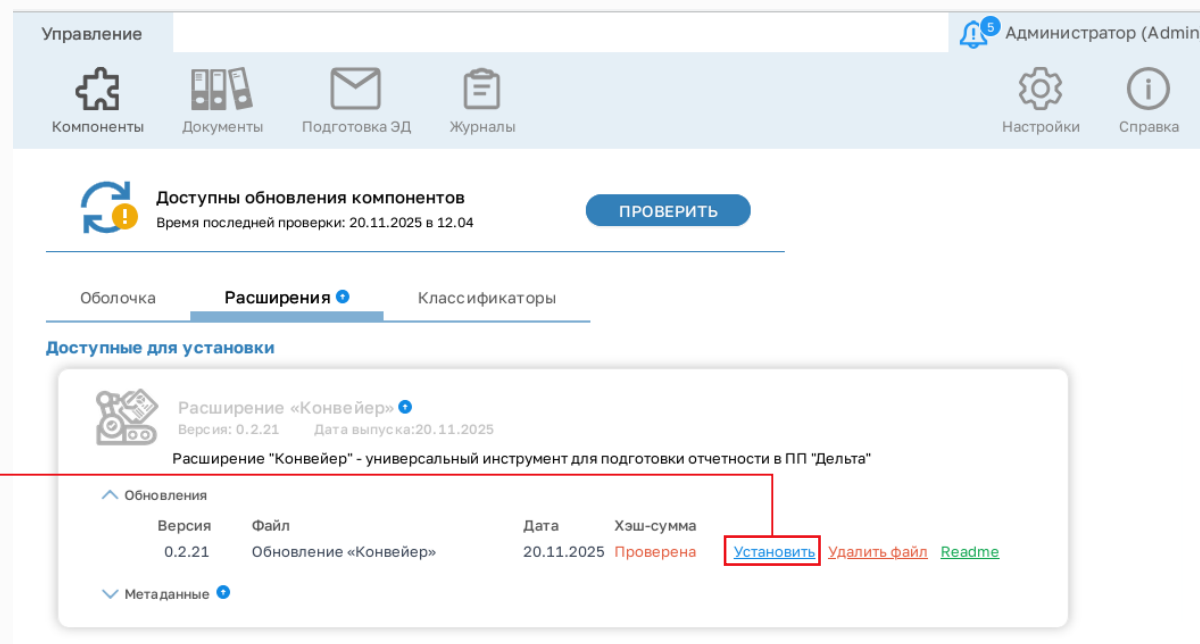 Управление
5 Администратор (Admin
Компоненты Документы Подготовка ЭД Журналы Настройки Справка
Доступны обновления компонентов
Время последней проверки: 20.11.2025 в 12.04
ПРОВЕРИТЬ
Оболочка Расширения Классификаторы
Доступные для установки
Расширение «Конвейер»
Версия: 0.2.21 Дата выпуска:20.11.2025
Расширение "Конвейер" - универсальный инструмент для подготовки отчетности в ПП "Дельта"
Обновления
Версия Файл Дата Хэш-сумма
0.2.21 Обновление «Конвейер» 20.11.2025 Проверена Установить Удалить файл Readme
Метаданные